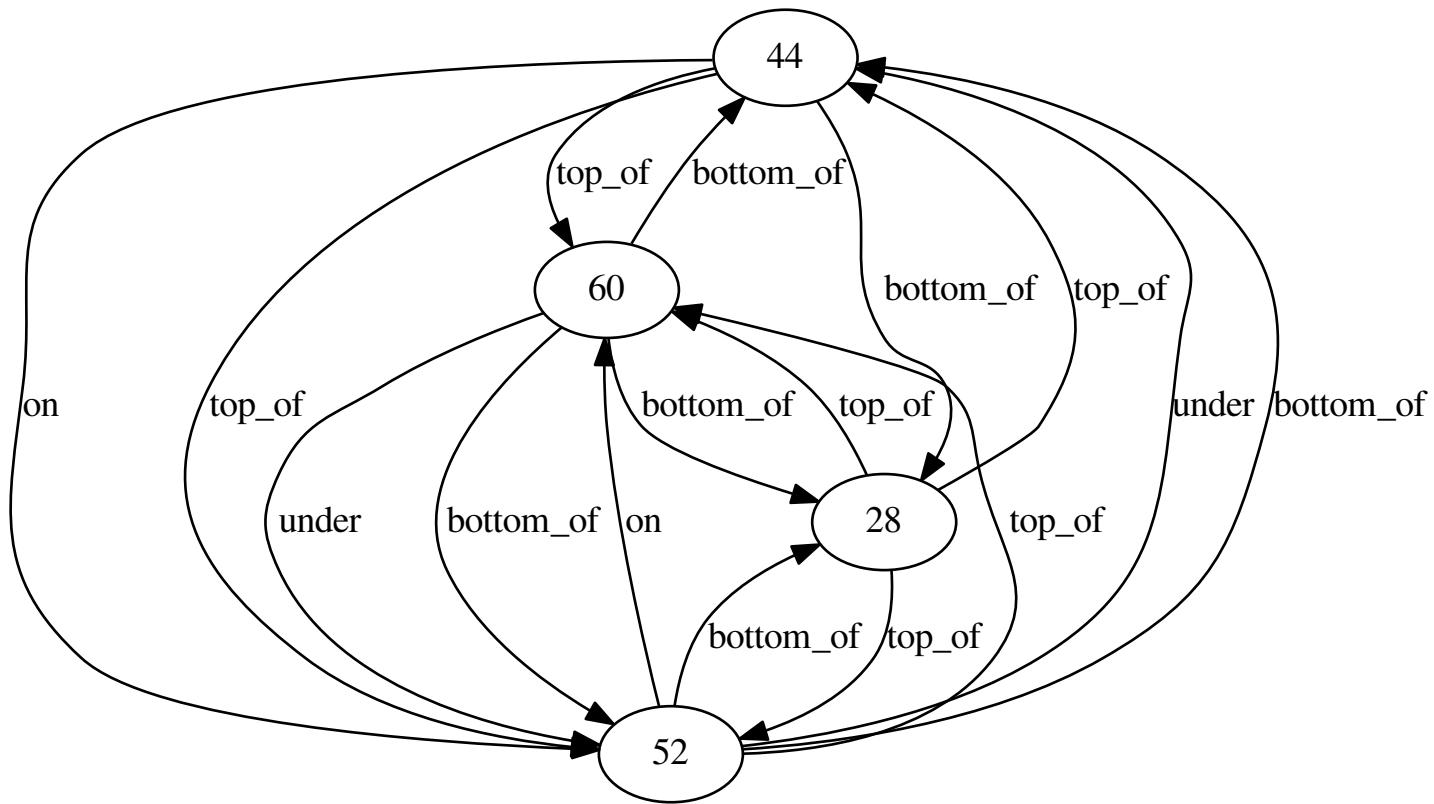 44
top_of bottom_of
60 bottom_of top_of
on top_of bottom_of top_of under bottom_of
under bottom_of on 28 top_of
bottom_of top_of
52